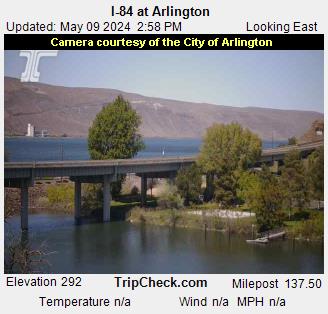 I-84 at Arlington
Updated: May 09 2024 2:58 PM Looking East
Camera courtesy of the City of Arlington
Elevation 292 TripCheck.com Milepost 137.50
Temperature n/a Wind n/a MPH n/a